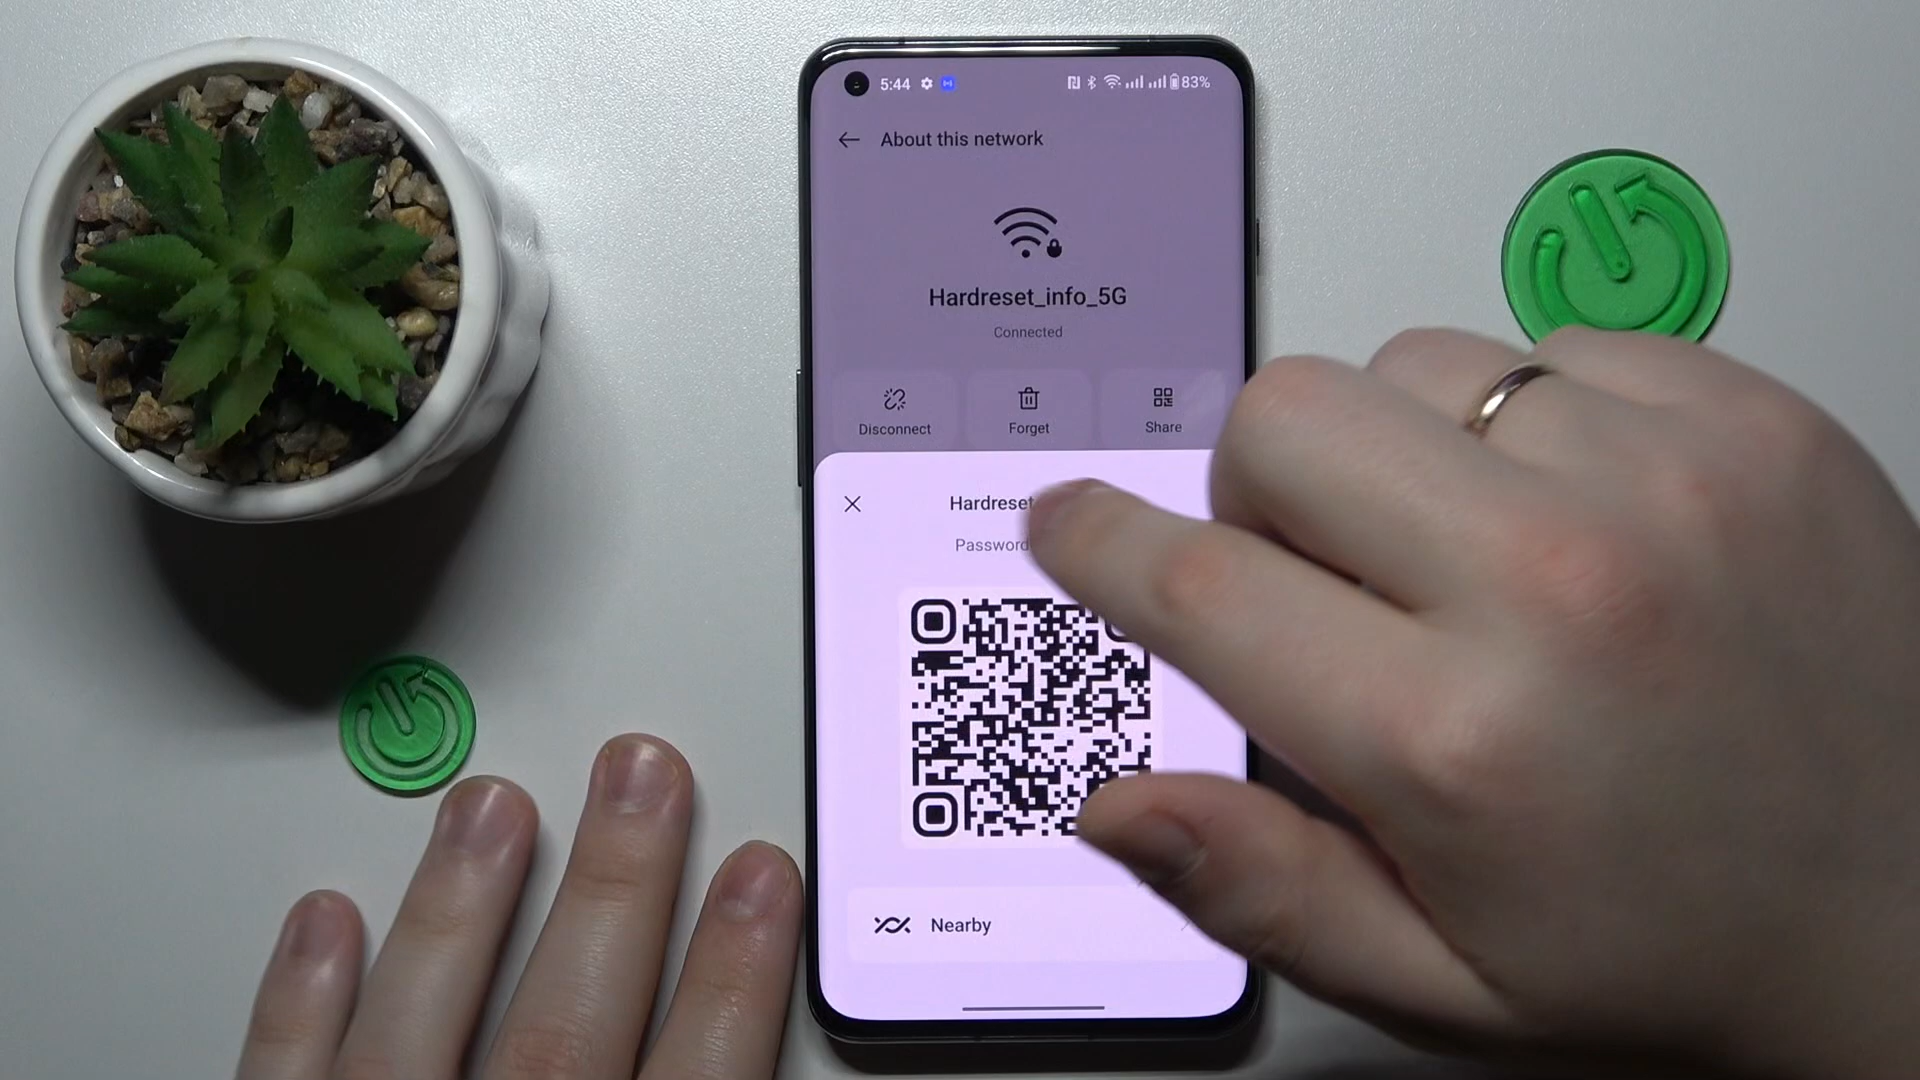 5:44 83%
About this network
Hardreset_info_5G
Connected
Disconnect Forget Share
Hardreset
Password
Nearby